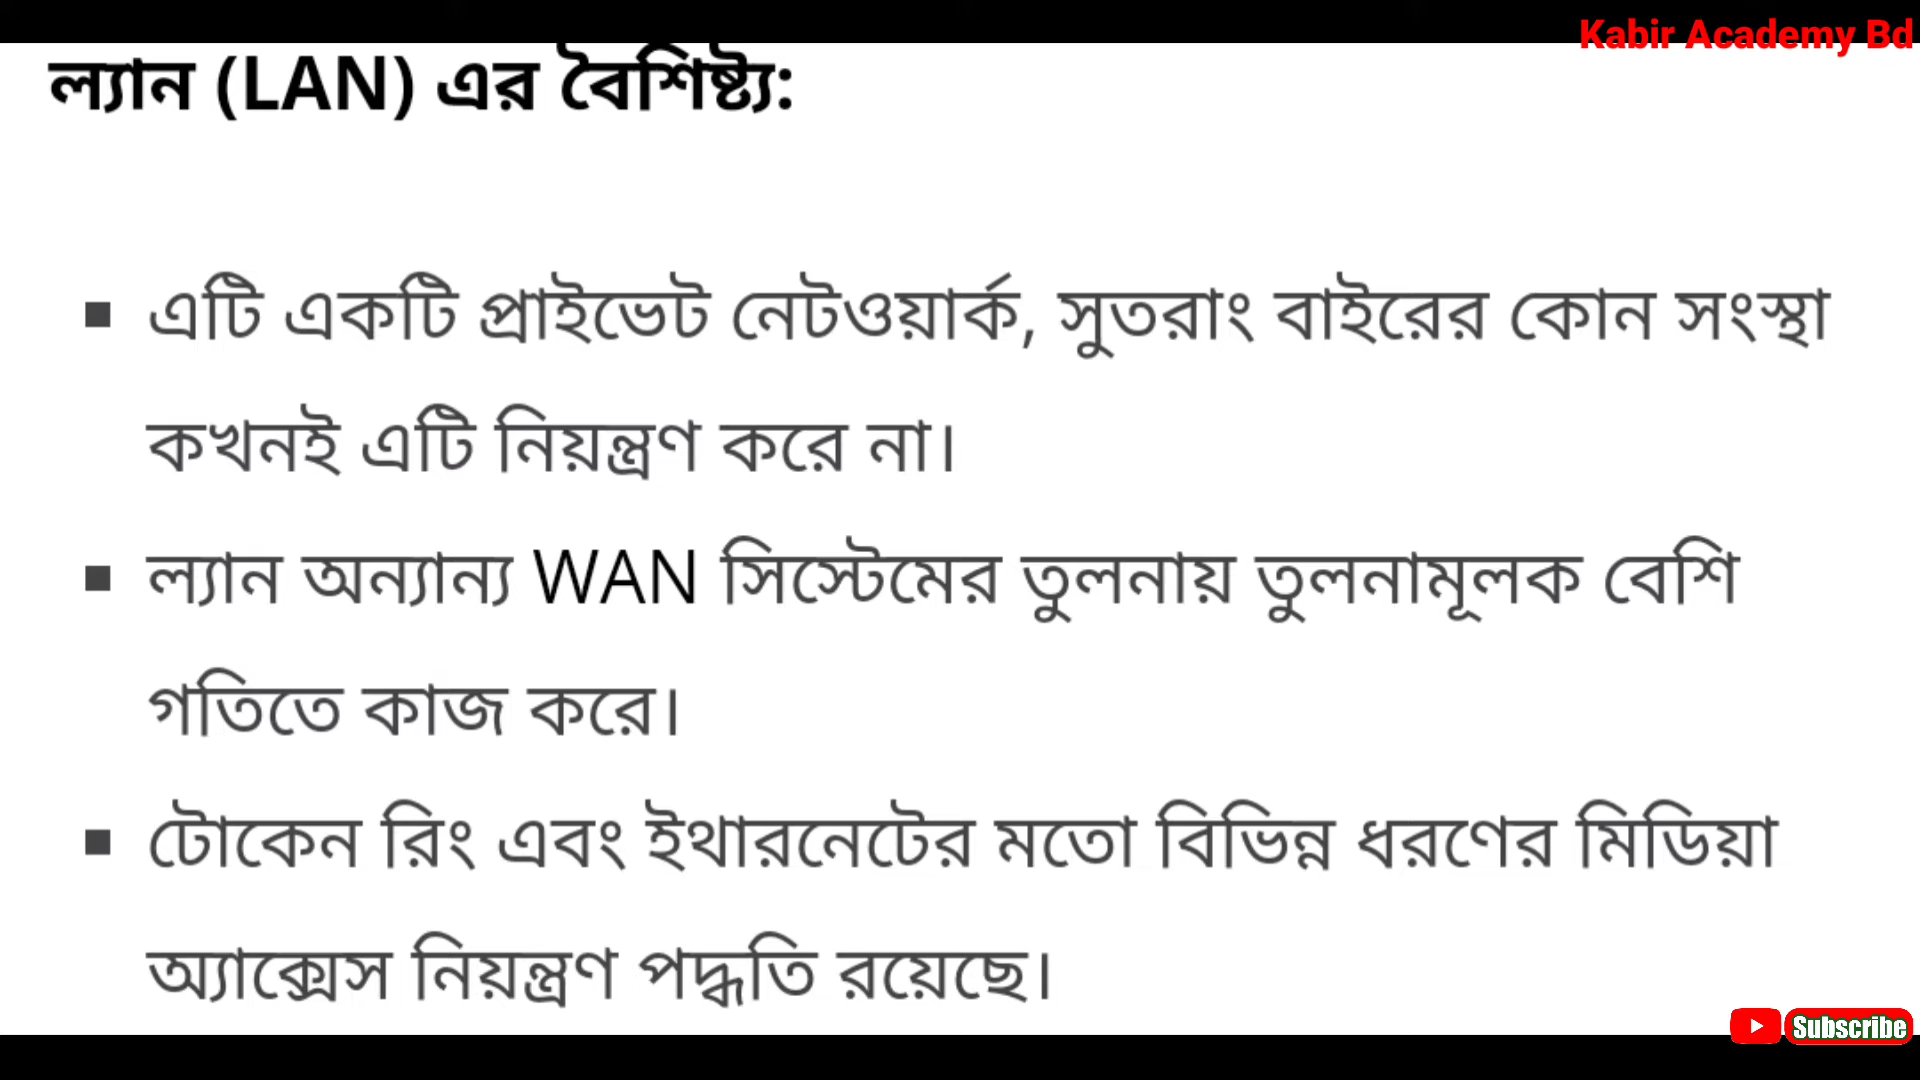 Kabir Academy Bd
ল্যান (LAN) এর বৈশিষ্ট্য:
▪ এটি একটি প্রাইভেট নেটওয়ার্ক, সুতরাং বাইরের কোন সংস্থা
কখনই এটি নিয়ন্ত্রণ করে না।
▪ ল্যান অন্যান্য WAN সিস্টেমের তুলনায় তুলনামূলক বেশি
গতিতে কাজ করে।
▪ টোকেন রিং এবং ইথারনেটের মতো বিভিন্ন ধরণের মিডিয়া
অ্যাক্সেস নিয়ন্ত্রণ পদ্ধতি রয়েছে।
Subscribe